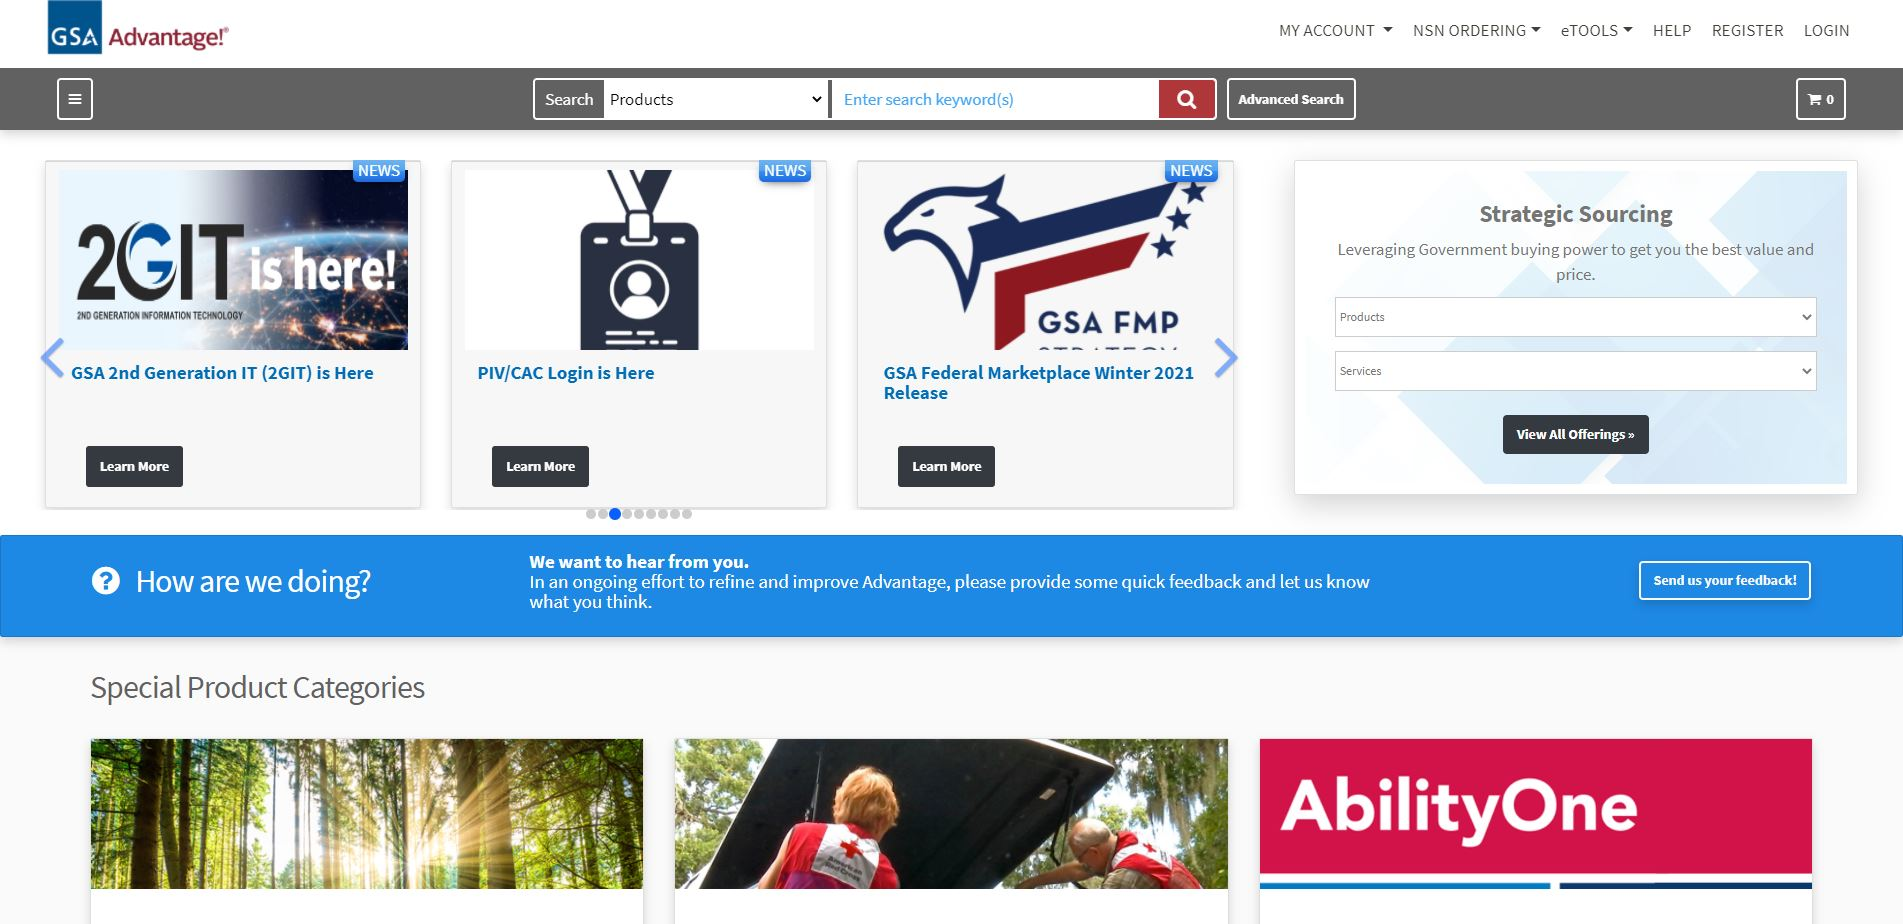 GSA Advantage!
MY ACCOUNT
NSN ORDERING
eTOOLS
HELP
REGISTER
LOGIN
Search
Products
Enter search keyword(s)
Advanced Search
0
NEWS
2GIT is here!
2ND GENERATION INFORMATION TECHNOLOGY
GSA 2nd Generation IT (2GIT) is Here
Learn More
NEWS
PIV/CAC Login is Here
Learn More
NEWS
GSA FMP
STRATEGY
GSA Federal Marketplace Winter 2021
Release
Learn More
Strategic Sourcing
Leveraging Government buying power to get you the best value and
price.
Products
Services
View All Offerings »
How are we doing?
We want to hear from you.
In an ongoing effort to refine and improve Advantage, please provide some quick feedback and let us know
what you think.
Send us your feedback!
Special Product Categories
American
Red Cross
AbilityOne